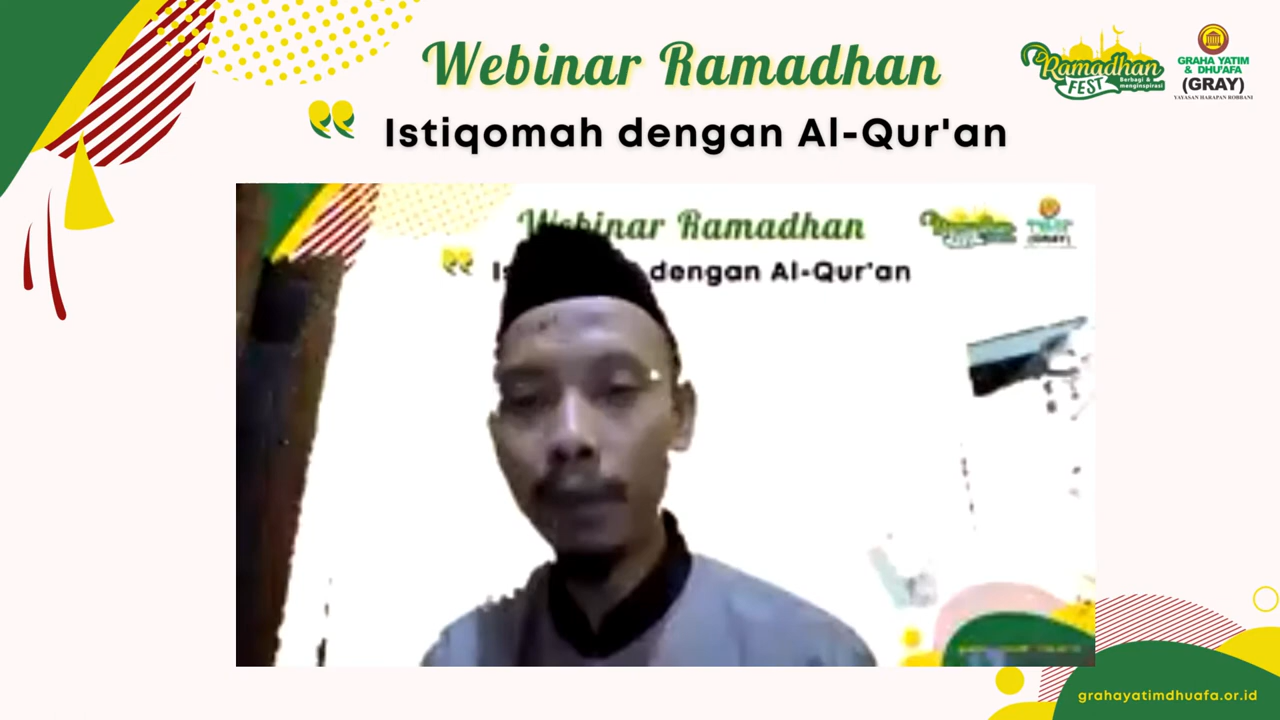 Webinar Ramadhan
Istiqomah dengan Al-Qur'an
Ramadhan
FEST
Berbagi &
menginspirasi
GRAHA YATIM
& DHU'AFA
(GRAY)
YAYASAN HARAPAN ROBBANI
Webinar Ramadhan
dengan Al-Qur'an
(GRAY)
grahayatimdhuafa.or.id